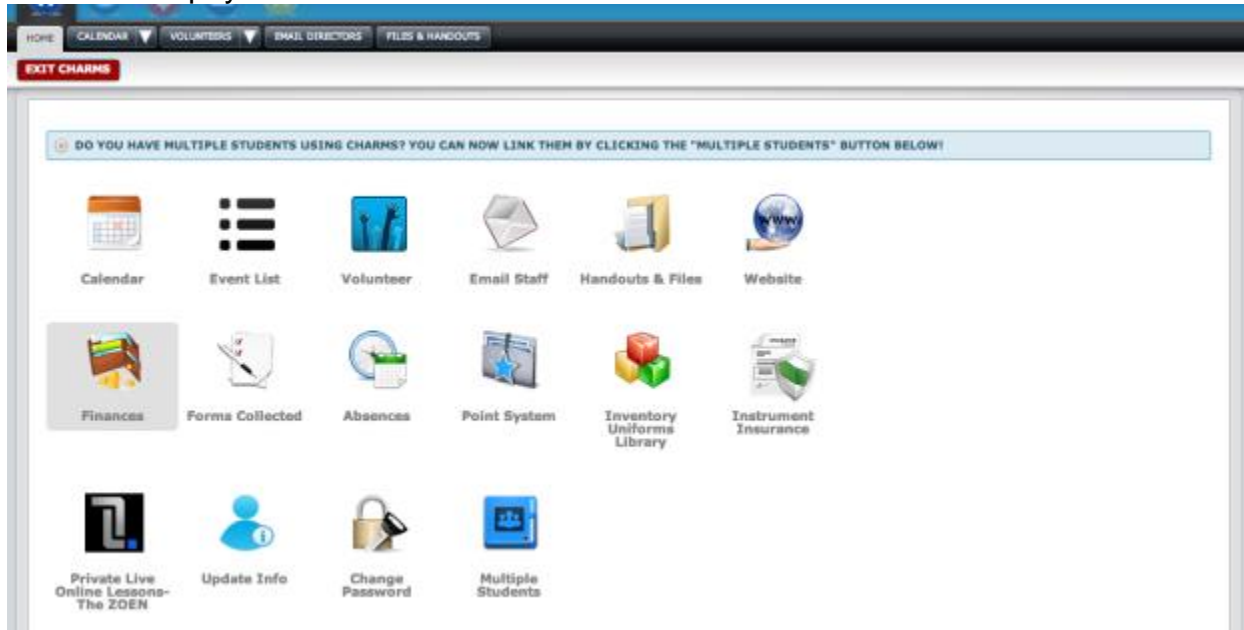 HOME CALENDAR VOLUNTEERS EMAIL DIRECTORS FILES & HANDOUTS
EXIT CHARMS
DO YOU HAVE MULTIPLE STUDENTS USING CHARMS? YOU CAN NOW LINK THEM BY CLICKING THE "MULTIPLE STUDENTS" BUTTON BELOW!
www
Calendar Event List Volunteer Email Staff Handouts & Files Website
Finances Forms Collected Absences Point System Inventory Instrument
Uniforms Insurance
Library
Private Live Update Info Change Multiple
Online Lessons- Password Students
The ZOEN